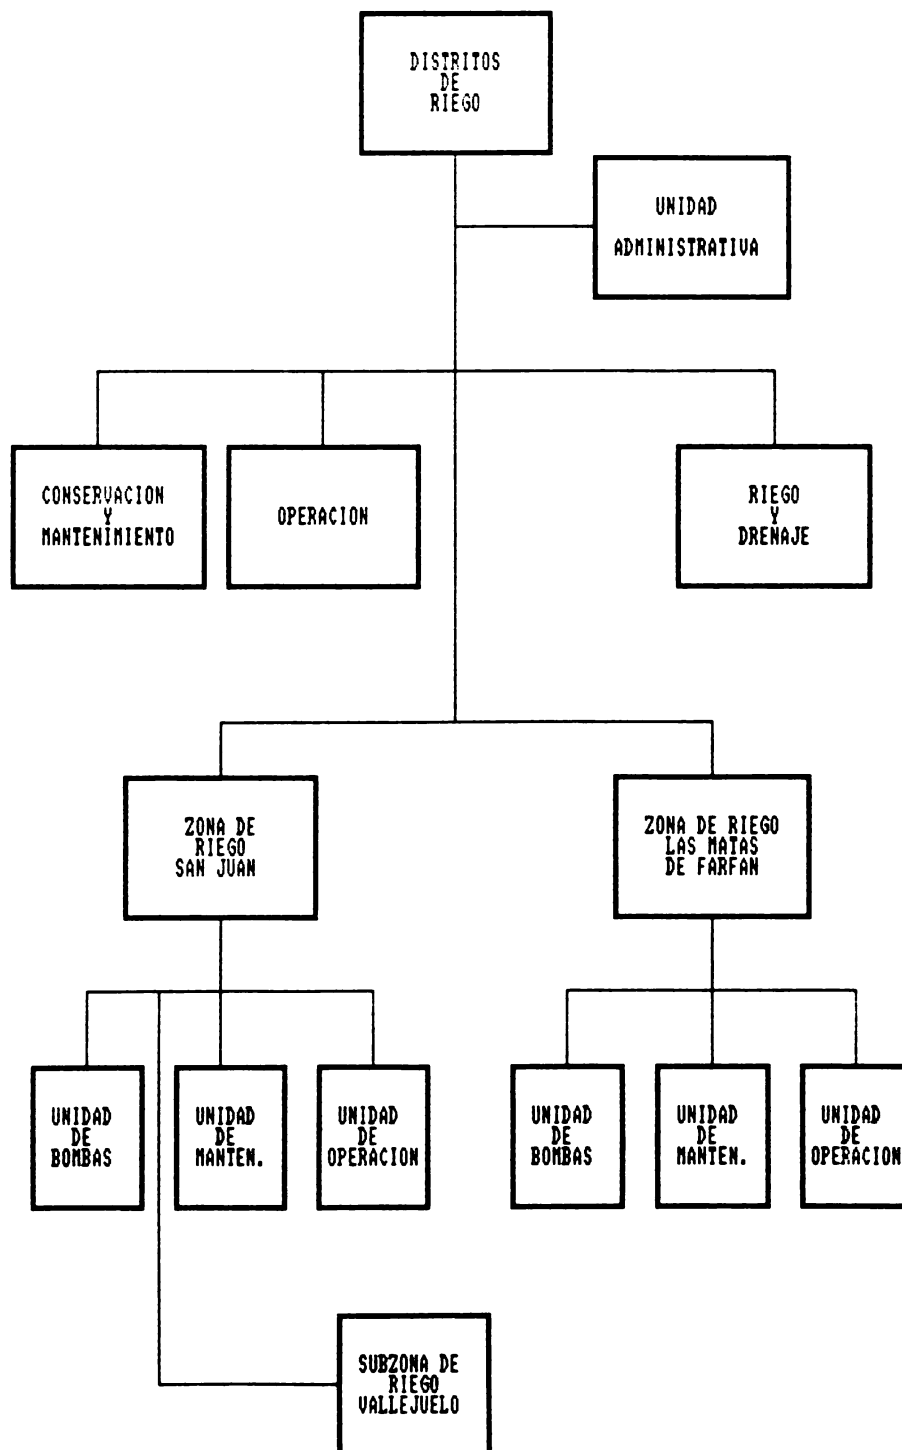 DISTRITOS
DE
RIEGO
UNIDAD
ADMINISTRATIVA
CONSERVACION
Y
MANTENIMIENTO
OPERACION
RIEGO
Y
DRENAJE
ZONA DE
RIEGO
SAN JUAN
ZONA DE RIEGO
LAS MATAS
DE FARFAN
UNIDAD
DE
BOMBAS
UNIDAD
DE
MANTEN.
UNIDAD
DE
OPERACION
UNIDAD
DE
BOMBAS
UNIDAD
DE
MANTEN.
UNIDAD
DE
OPERACION
SUBZONA DE
RIEGO
VALLEJUELO